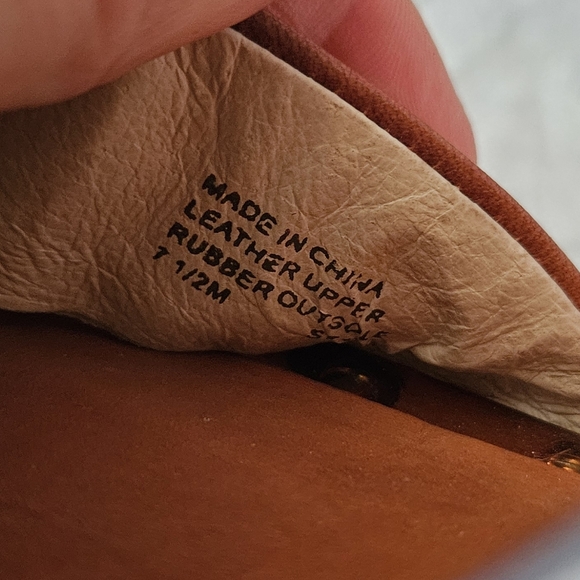 MADE IN CHINA
LEATHER UPPER
RUBBER OUTSOLE
7 1/2M